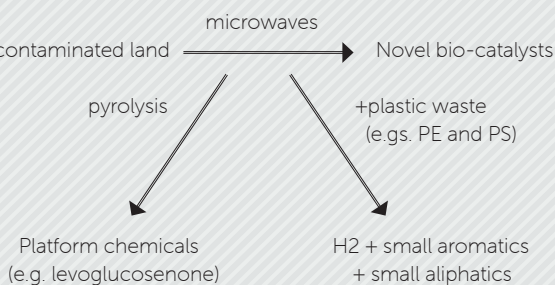 microwaves
contaminated land
Novel bio-catalysts
pyrolysis
+plastic waste
(e.gs. PE and PS)
Platform chemicals
(e.g. levoglucosenone)
H2 + small aromatics
+ small aliphatics